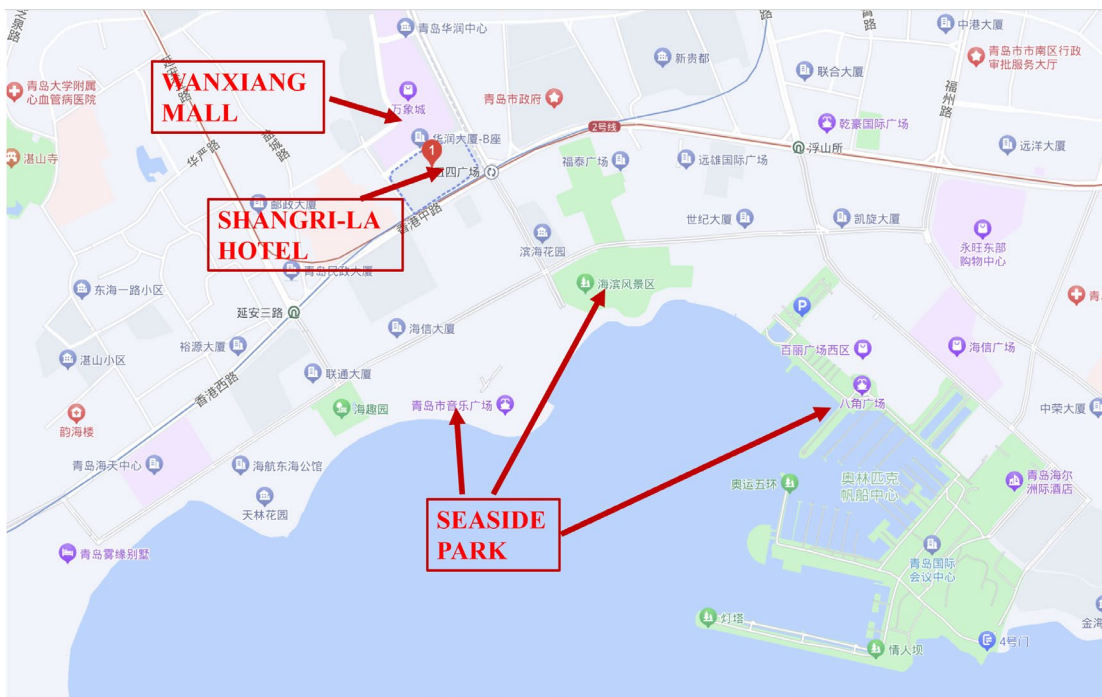 之泉路
青岛华润中心
中港大厦
新贵都
青岛市市南区行政
审批服务大厅
联合大厦
福州路
WANXIANG
MALL
万象城
青岛大学附属
心血管病医院
青岛市政府
2号线
华润大厦-B座
乾豪国际广场
浮山所
远洋大厦
湛山寺
华严路
1
五四广场
福泰广场
远雄国际广场
SHANGRI-LA
HOTEL
邮政大厦
香港中路
世纪大厦
凯旋大厦
滨海花园
永旺东部
购物中心
青岛民政大厦
海滨风景区
东海一路小区
延安三路
P
海信大厦
裕源大厦
百丽广场西区
海信广场
湛山小区
联通大厦
香港西路
八角广场
海趣园
青岛市音乐广场
中荣大厦
韵海楼
青岛海天中心
海航东海公馆
奥林匹克
帆船中心
奥运五环
青岛海尔
洲际酒店
天林花园
SEASIDE
PARK
青岛雾缘别墅
青岛国际
会议中心
灯塔
情人坝
4号门
金海